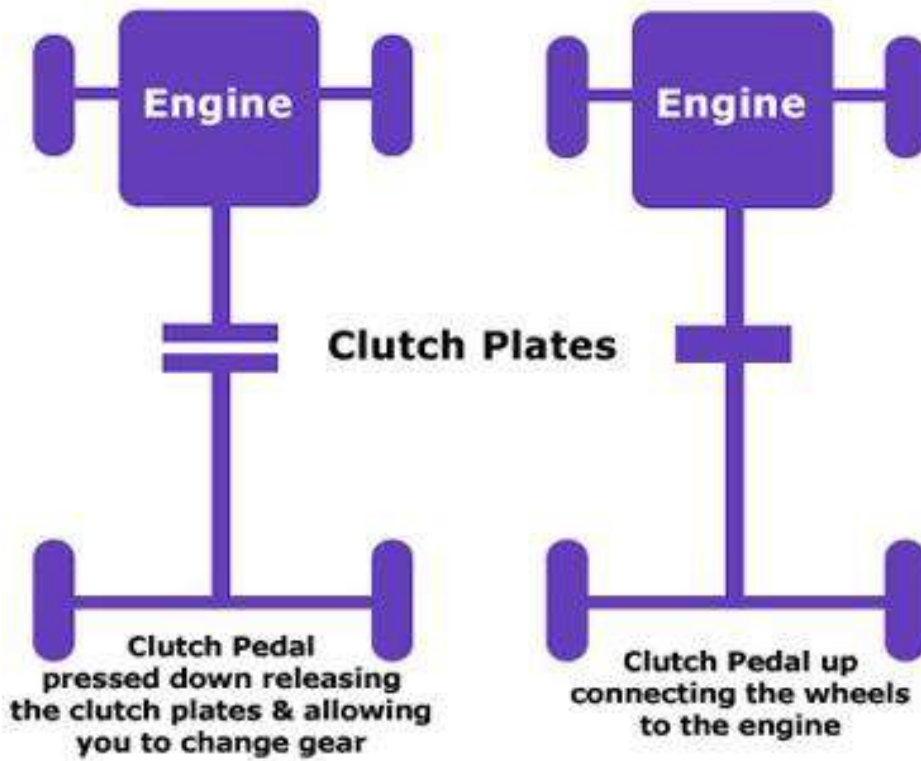 Engine
Engine
Clutch Plates
Clutch Pedal
pressed down releasing
the clutch plates & allowing
you to change gear
Clutch Pedal up
connecting the wheels
to the engine